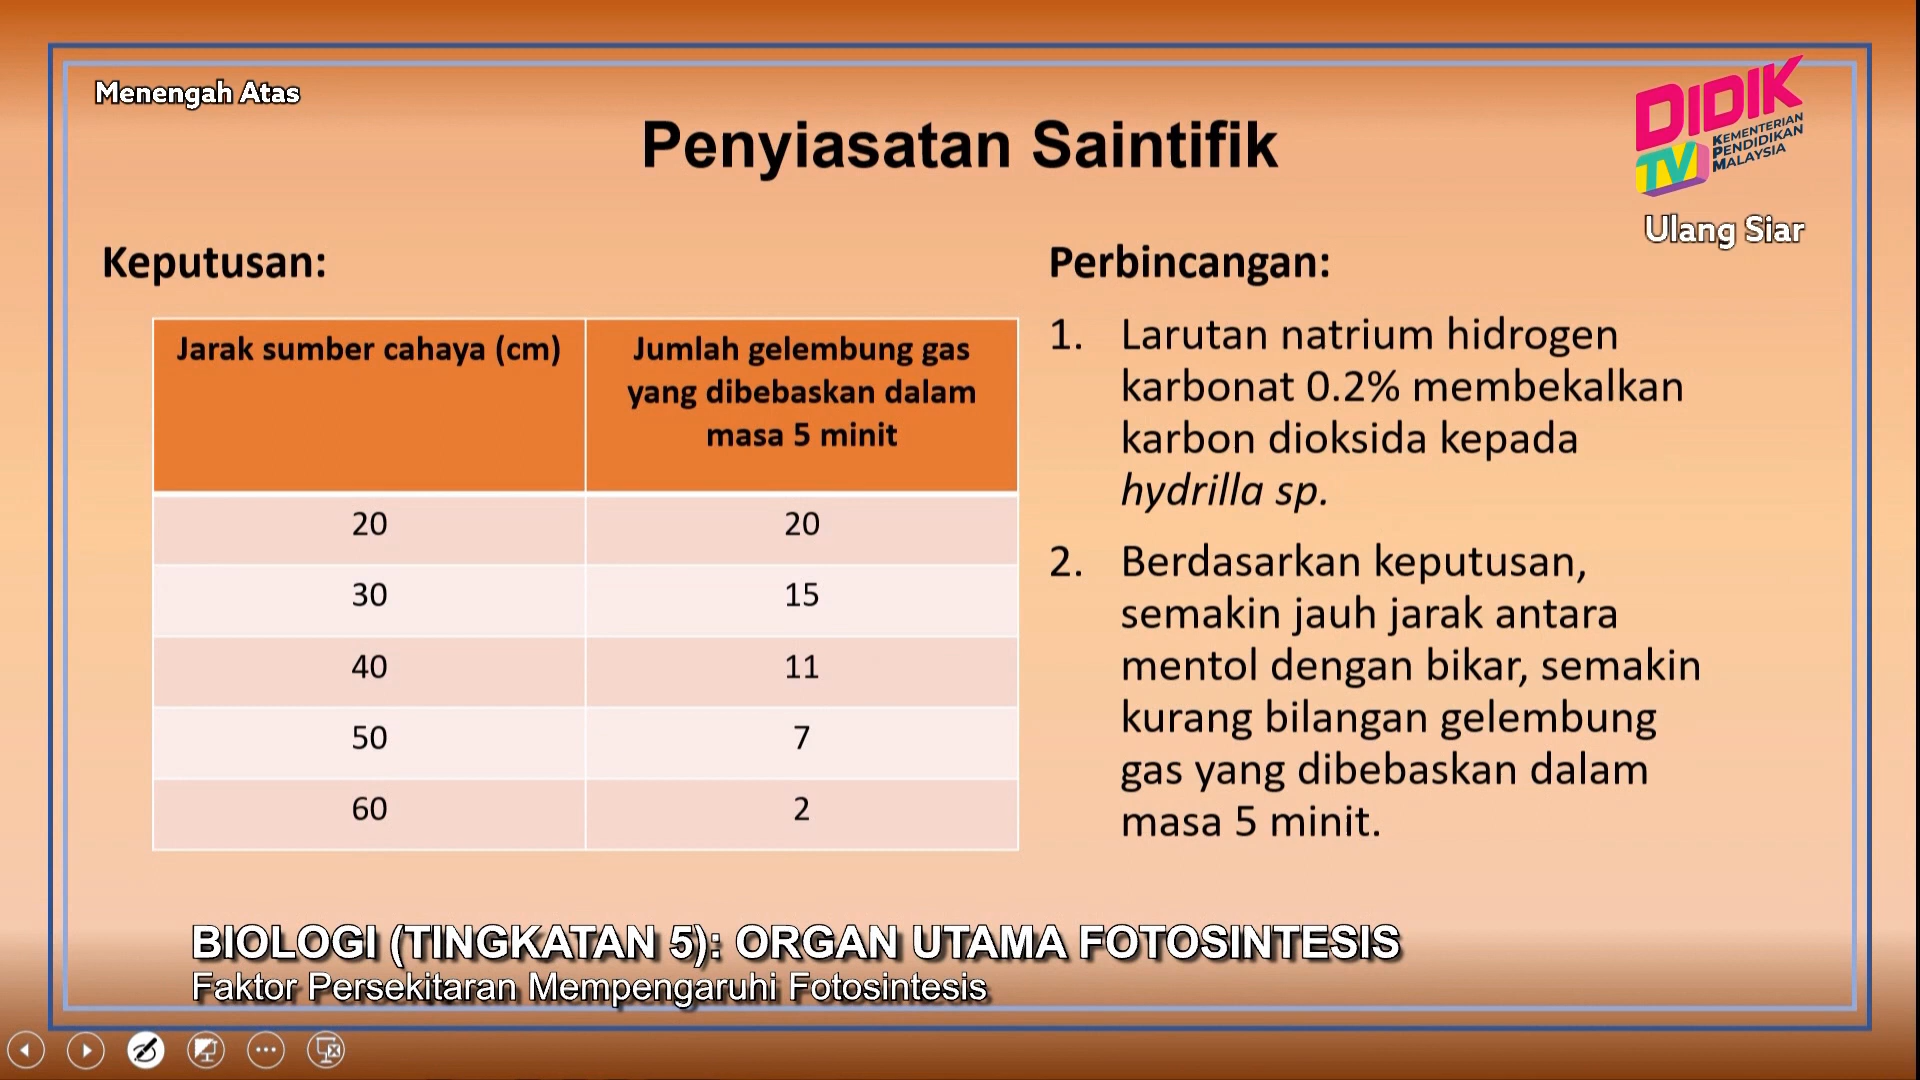 Menengah Atas
DIDIK
TV
KEMENTERIAN
PENDIDIKAN
MALAYSIA
Ulang Siar
Penyiasatan Saintifik
Keputusan:
Jarak sumber cahaya (cm)
Jumlah gelembung gas
yang dibebaskan dalam
masa 5 minit
20 20
30 15
40 11
50 7
60 2
Perbincangan:
1. Larutan natrium hidrogen
karbonat 0.2% membekalkan
karbon dioksida kepada
hydrilla sp.
2. Berdasarkan keputusan,
semakin jauh jarak antara
mentol dengan bikar, semakin
kurang bilangan gelembung
gas yang dibebaskan dalam
masa 5 minit.
BIOLOGI (TINGKATAN 5): ORGAN UTAMA FOTOSINTESIS
Faktor Persekitaran Mempengaruhi Fotosintesis